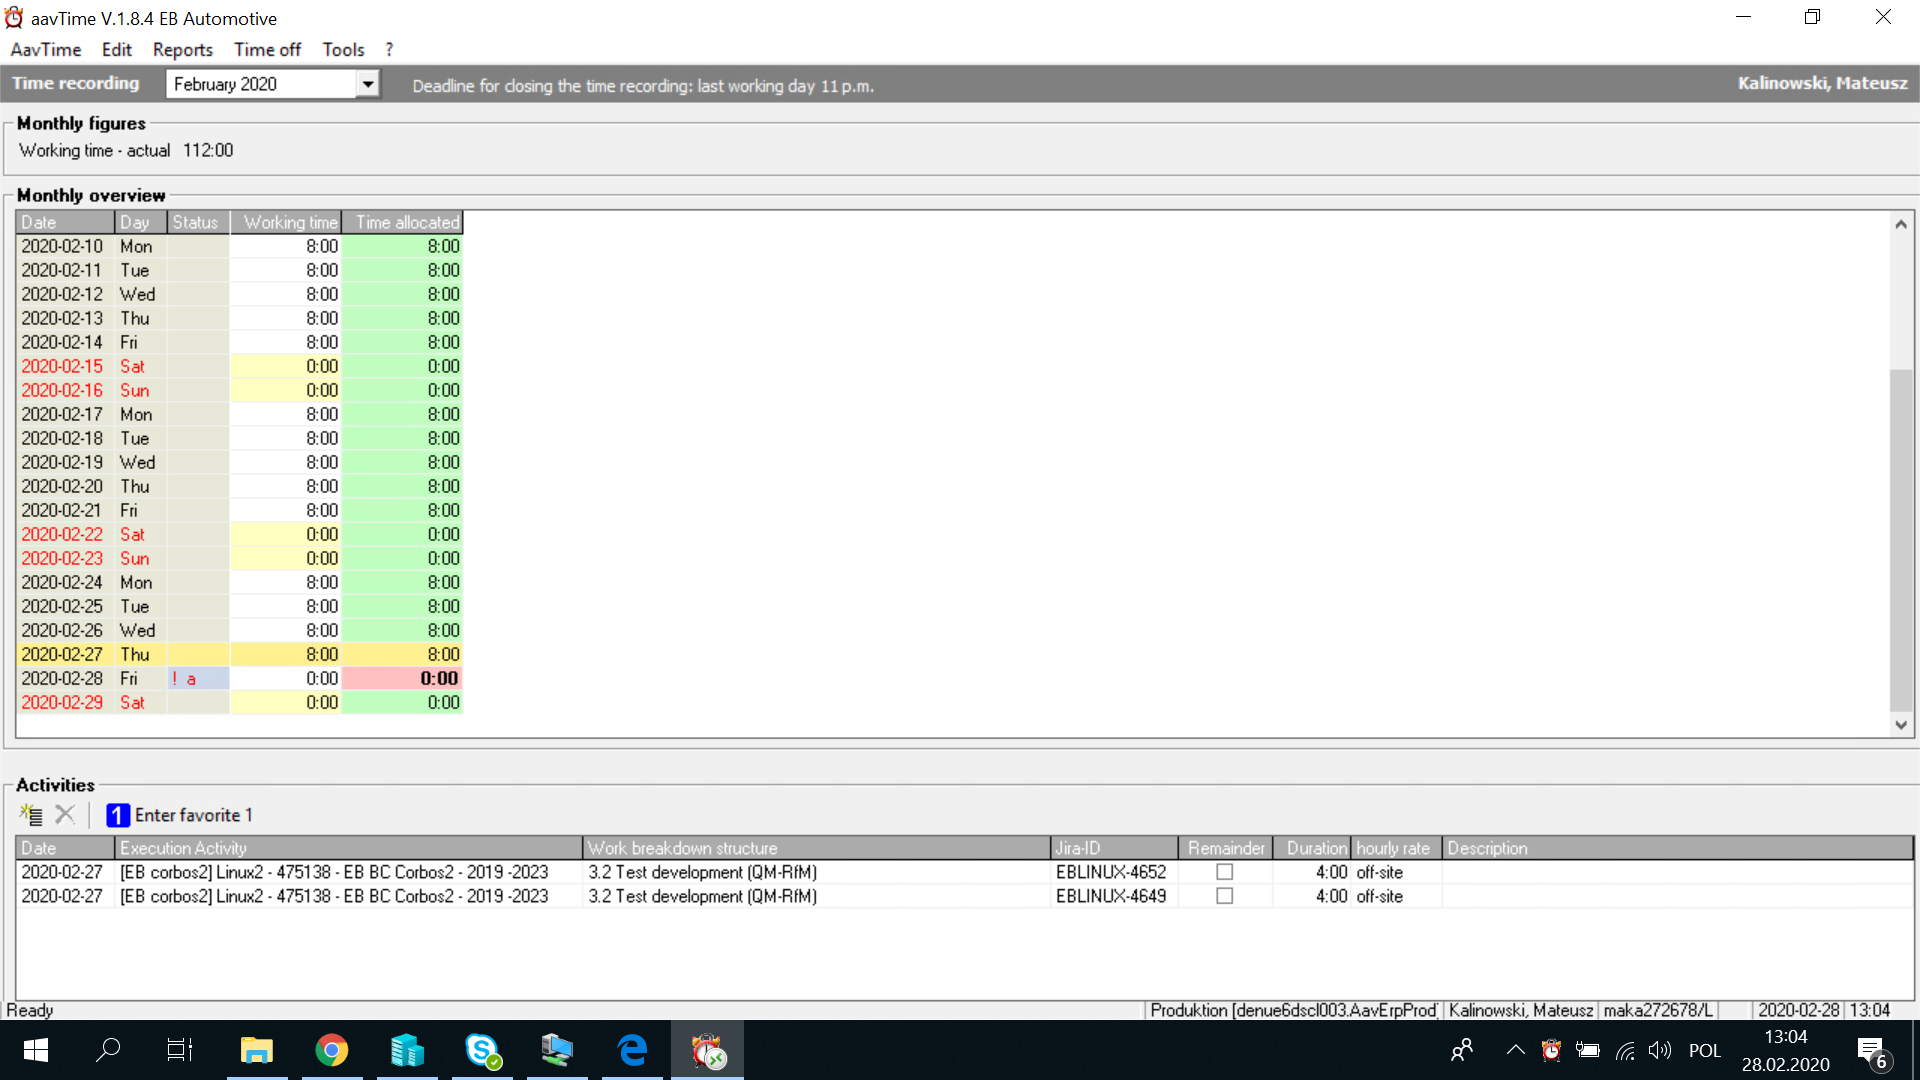 aavTime V.1.8.4 EB Automotive
AavTime Edit Reports Time off Tools ?
Time recording February 2020 Deadline for closing the time recording: last working day 11 p.m. Kalinowski, Mateusz
Monthly figures
Working time - actual 112:00
Monthly overview
Date Day Status Working time Time allocated
2020-02-10 Mon 8:00 8:00
2020-02-11 Tue 8:00 8:00
2020-02-12 Wed 8:00 8:00
2020-02-13 Thu 8:00 8:00
2020-02-14 Fri 8:00 8:00
2020-02-15 Sat 0:00 0:00
2020-02-16 Sun 0:00 0:00
2020-02-17 Mon 8:00 8:00
2020-02-18 Tue 8:00 8:00
2020-02-19 Wed 8:00 8:00
2020-02-20 Thu 8:00 8:00
2020-02-21 Fri 8:00 8:00
2020-02-22 Sat 0:00 0:00
2020-02-23 Sun 0:00 0:00
2020-02-24 Mon 8:00 8:00
2020-02-25 Tue 8:00 8:00
2020-02-26 Wed 8:00 8:00
2020-02-27 Thu 8:00 8:00
2020-02-28 Fri ! a 0:00 0:00
2020-02-29 Sat 0:00 0:00
Activities
1 Enter favorite 1
Date Execution Activity Work breakdown structure Jira-ID Remainder Duration hourly rate Description
2020-02-27 [EB corbos2] Linux2 - 475138 - EB BC Corbos2 - 2019 -2023 3.2 Test development (QM-RfM) EBLINUX-4652 4:00 off-site
2020-02-27 [EB corbos2] Linux2 - 475138 - EB BC Corbos2 - 2019 -2023 3.2 Test development (QM-RfM) EBLINUX-4649 4:00 off-site
Ready Produktion [denue6dscl003.AavErpProd] Kalinowski, Mateusz maka272678/L 2020-02-28 13:04
POL 13:04
28.02.2020 6